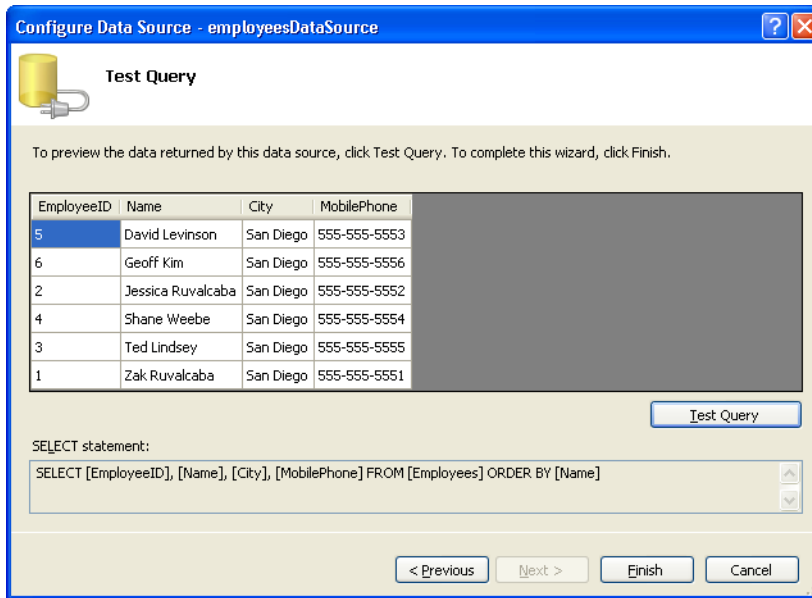 Configure Data Source - employeesDataSource
Test Query
To preview the data returned by this data source, click Test Query. To complete this wizard, click Finish.
EmployeeID Name City MobilePhone
5 David Levinson San Diego 555-555-5553
6 Geoff Kim San Diego 555-555-5556
2 Jessica Ruvalcaba San Diego 555-555-5552
4 Shane Weebe San Diego 555-555-5554
3 Ted Lindsey San Diego 555-555-5555
1 Zak Ruvalcaba San Diego 555-555-5551
Test Query
SELECT statement:
SELECT [EmployeeID], [Name], [City], [MobilePhone] FROM [Employees] ORDER BY [Name]
< Previous Next > Finish Cancel